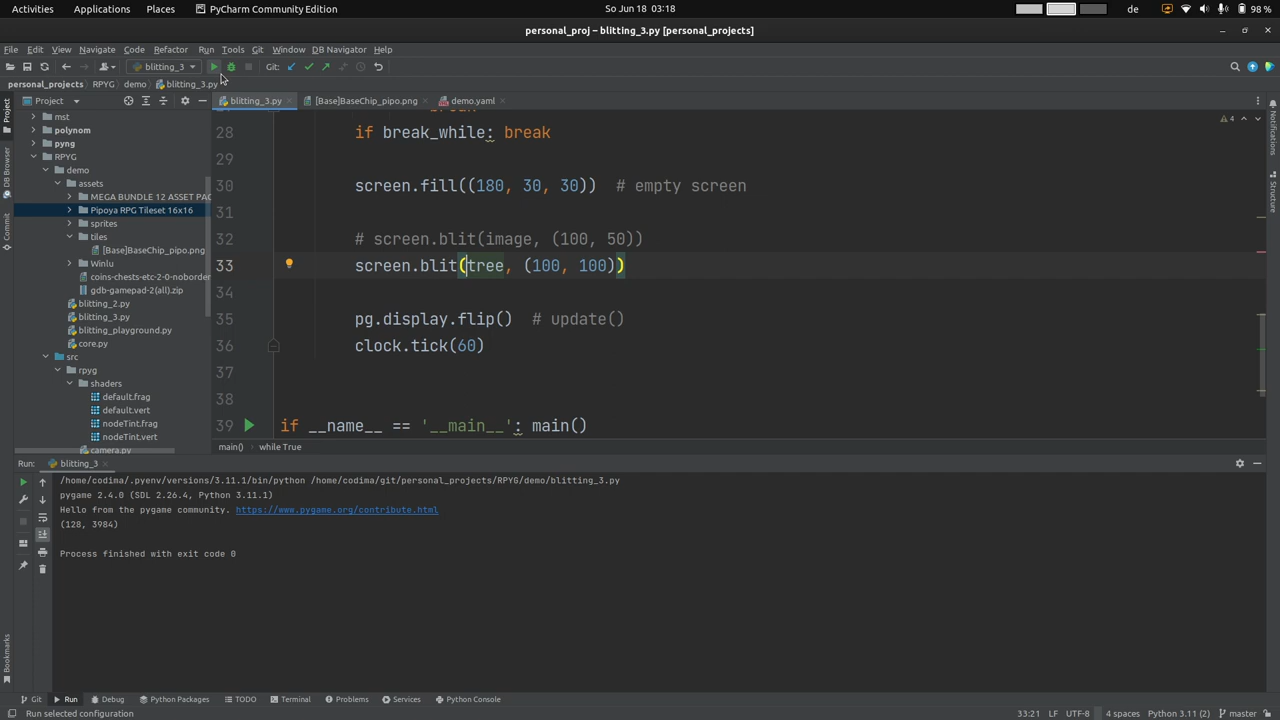 Activities Applications Places PyCharm Community Edition So Jun 18 03:18 de 98 %
personal_proj – blitting_3.py [personal_projects]
File Edit View Navigate Code Refactor Run Tools Git Window DB Navigator Help
blitting_3 Git:
personal_projects RPYG demo blitting_3.py
Project blitting_3.py [Base]BaseChip_pipo.png demo.yaml
mst
polynom
pyng
RPYG
demo
assets
MEGA BUNDLE 12 ASSET PAC
Pipoya RPG Tileset 16x16
sprites
tiles
[Base]BaseChip_pipo.png
Winlu
coins-chests-etc-2-0-noborder
gdb-gamepad-2(all).zip
blitting_2.py
blitting_3.py
blitting_playground.py
core.py
src
rpyg
shaders
default.frag
default.vert
nodeTint.frag
nodeTint.vert
camera.py
Project
DB Browser
Commit
Bookmarks
4
28 if break_while: break
29
30 screen.fill((180, 30, 30)) # empty screen
31
32 # screen.blit(image, (100, 50))
33 screen.blit(tree, (100, 100))
34
35 pg.display.flip() # update()
36 clock.tick(60)
37
38
39 if __name__ == '__main__': main()
main() while True
Notifications
Structure
Run: blitting_3
/home/codima/.pyenv/versions/3.11.1/bin/python /home/codima/git/personal_projects/RPYG/demo/blitting_3.py
pygame 2.4.0 (SDL 2.26.4, Python 3.11.1)
Hello from the pygame community. https://www.pygame.org/contribute.html
(128, 3984)
Process finished with exit code 0
Git Run Debug Python Packages TODO Terminal Problems Services Python Console
Run selected configuration 33:21 LF UTF-8 4 spaces Python 3.11 (2) master